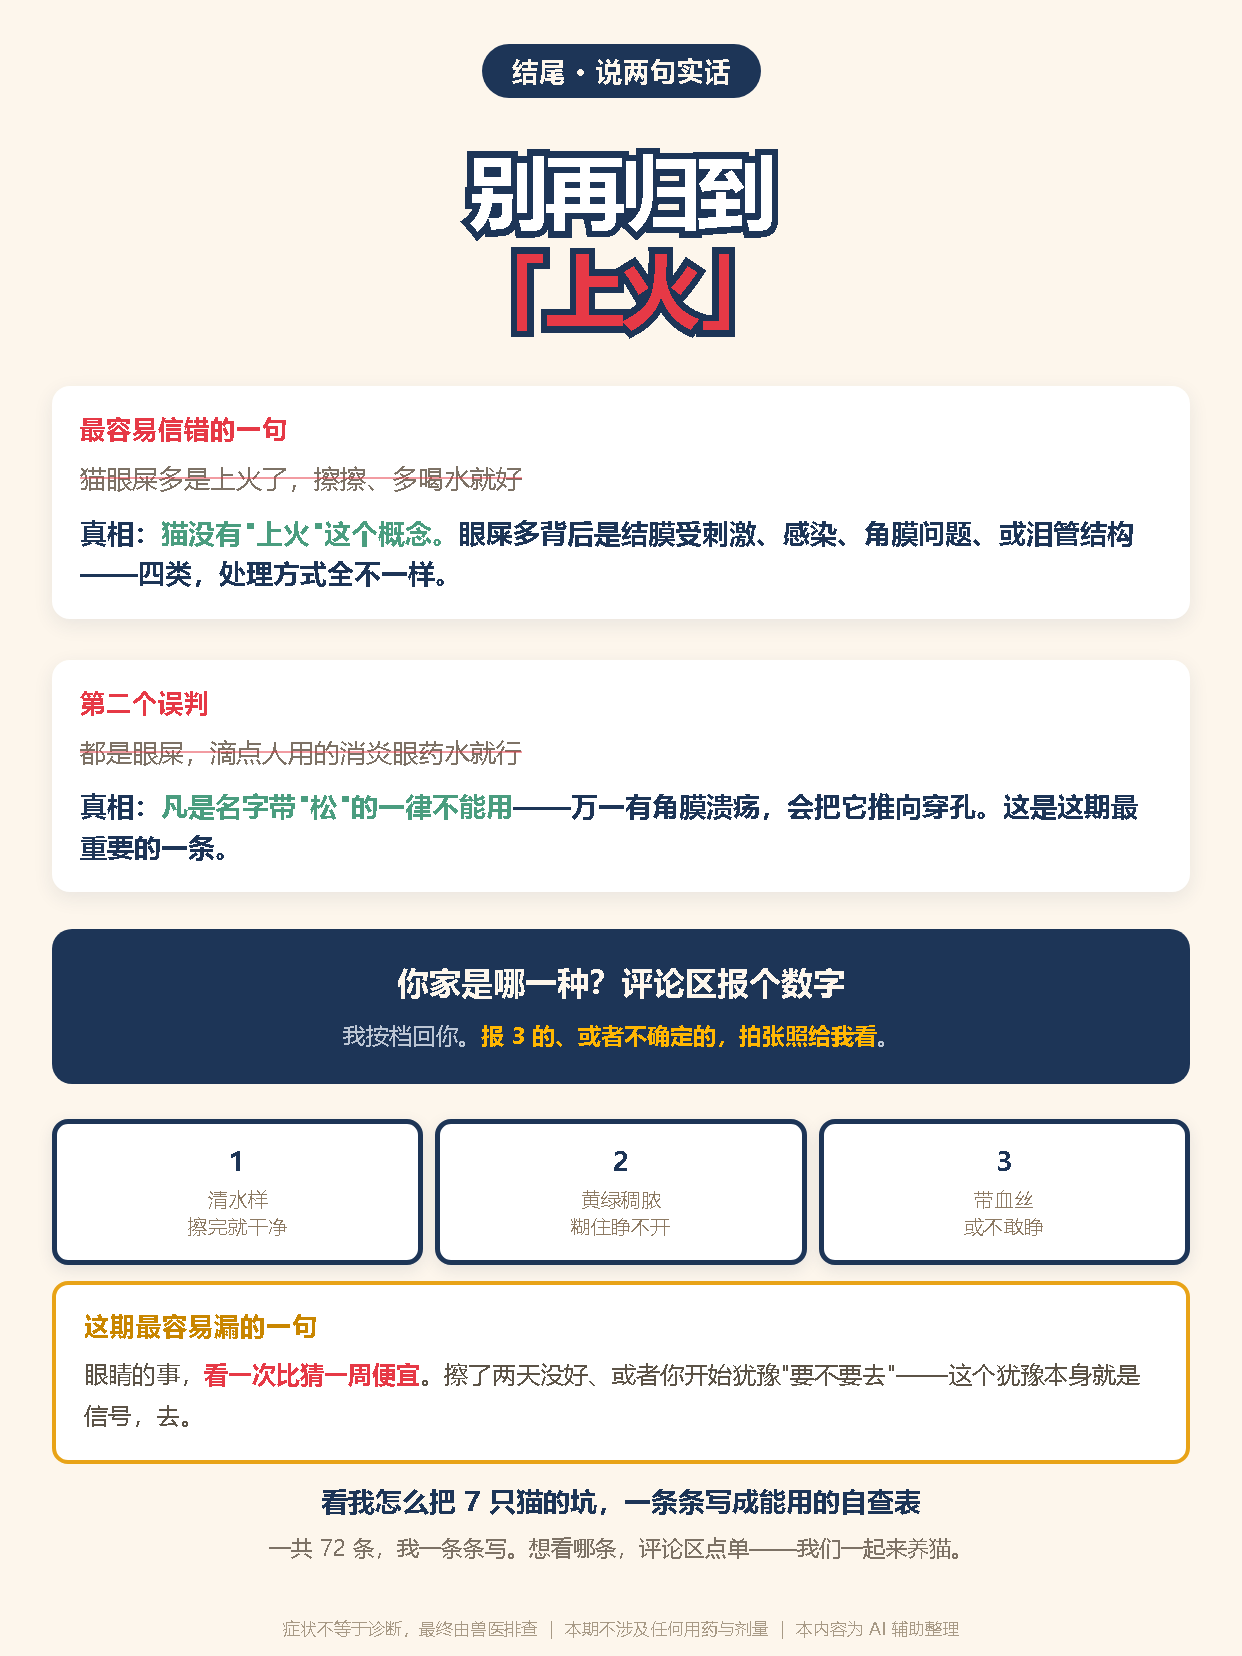 结尾·说两句实话
别再归到
「上火」
最容易信错的一句
猫眼屎多是上火了，擦擦、多喝水就好
真相：猫没有"上火"这个概念。眼屎多背后是结膜受刺激、感染、角膜问题、或泪管结构
——四类，处理方式全不一样。
第二个误判
都是眼屎，滴点人用的消炎眼药水就行
真相：凡是名字带"松"的一律不能用——万一有角膜溃疡，会把它推向穿孔。这是这期最
重要的一条。
你家是哪一种？评论区报个数字
我按档回你。报 3 的、或者不确定的，拍张照给我看。
1
清水样
擦完就干净
2
黄绿稠脓
糊住睁不开
3
带血丝
或不敢睁
这期最容易漏的一句
眼睛的事，看一次比猜一周便宜。擦了两天没好、或者你开始犹豫"要不要去"——这个犹豫本身就是
信号，去。
看我怎么把 7 只猫的坑，一条条写成能用的自查表
一共 72 条，我一条条写。想看哪条，评论区点单——我们一起来养猫。
症状不等于诊断，最终由兽医排查 ｜ 本期不涉及任何用药与剂量 ｜ 本内容为 AI 辅助整理